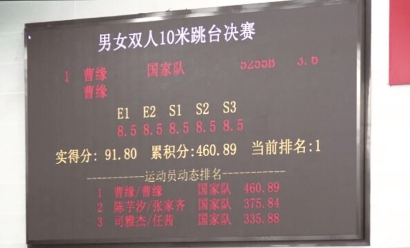 男女双人10米跳台决赛
1 曹缘 国家队 5255B 3.6
曹缘
E1 E2 S1 S2 S3
8.5 8.5 8.5 8.5 8.5
实得分: 91.80 累积分:460.89 当前排名:1
------------运动员动态排名------------
1 曹缘/曹缘 国家队 460.89
2 陈芋汐/张家齐 国家队 375.84
3 司雅杰/任茜 国家队 335.88